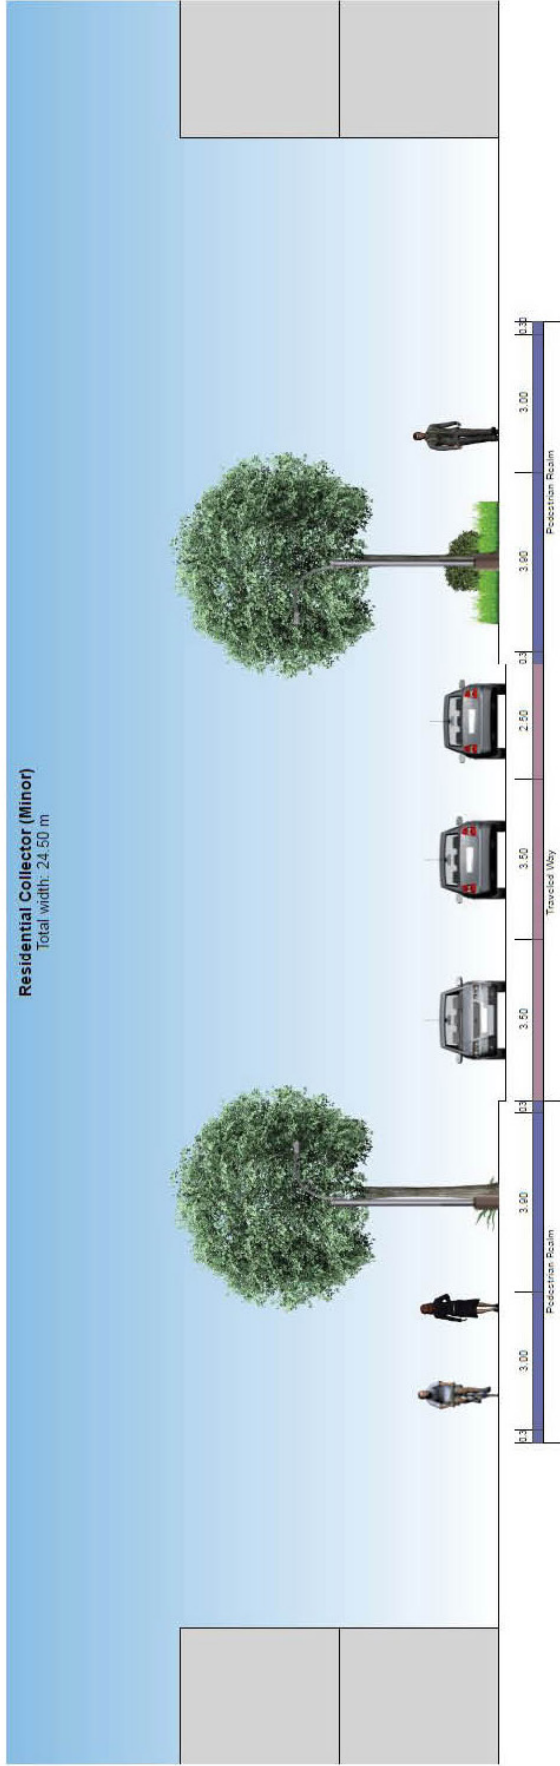 Residential Collector (Minor)
Total width: 24.50 m
0.3
3.00
3.90
0.3
3.50
3.50
2.50
0.3
3.90
3.00
0.30
Pedestrian Realm
Traveled Way
Pedestrian Realm